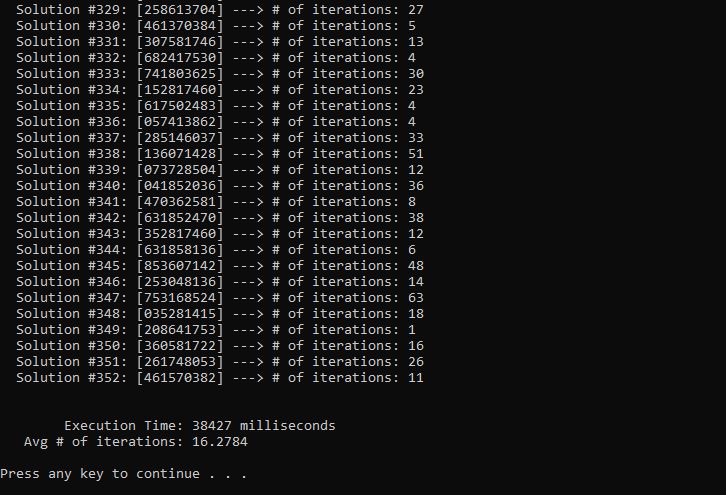 Solution #329: [258613704] ---> # of iterations: 27
Solution #330: [461370384] ---> # of iterations: 5
Solution #331: [307581746] ---> # of iterations: 13
Solution #332: [682417530] ---> # of iterations: 4
Solution #333: [741803625] ---> # of iterations: 30
Solution #334: [152817460] ---> # of iterations: 23
Solution #335: [617502483] ---> # of iterations: 4
Solution #336: [057413862] ---> # of iterations: 4
Solution #337: [285146037] ---> # of iterations: 33
Solution #338: [136071428] ---> # of iterations: 51
Solution #339: [073728504] ---> # of iterations: 12
Solution #340: [041852036] ---> # of iterations: 36
Solution #341: [470362581] ---> # of iterations: 8
Solution #342: [631852470] ---> # of iterations: 38
Solution #343: [352817460] ---> # of iterations: 12
Solution #344: [631858136] ---> # of iterations: 6
Solution #345: [853607142] ---> # of iterations: 48
Solution #346: [253048136] ---> # of iterations: 14
Solution #347: [753168524] ---> # of iterations: 63
Solution #348: [035281415] ---> # of iterations: 18
Solution #349: [208641753] ---> # of iterations: 1
Solution #350: [360581722] ---> # of iterations: 16
Solution #351: [261748053] ---> # of iterations: 26
Solution #352: [461570382] ---> # of iterations: 11
Execution Time: 38427 milliseconds
Avg # of iterations: 16.2784
Press any key to continue . . .